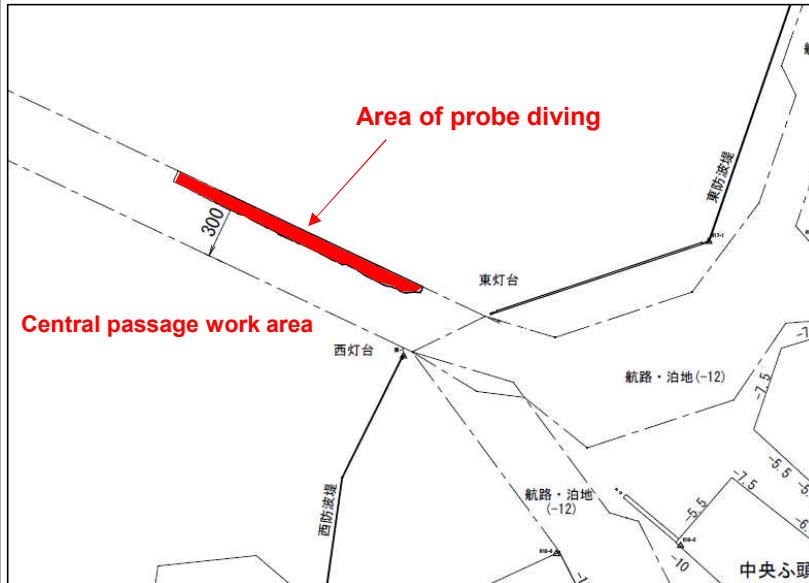 Area of probe diving
東防波堤
300
東灯台
Central passage work area
西灯台
航路・泊地(-12)
-7.5
-5.5
-7.5
航路・泊地
(-12)
-5.5
西防波堤
-10
中央ふ頭